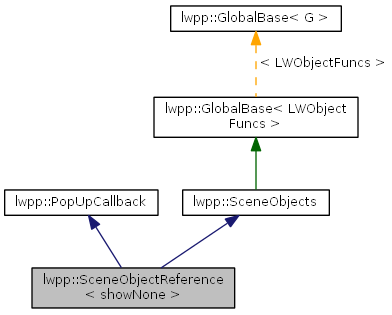 lwpp::GlobalBase< G >
< LWObjectFuncs >
lwpp::GlobalBase< LWObject
Funcs >
lwpp::PopUpCallback
lwpp::SceneObjects
lwpp::SceneObjectReference
< showNone >